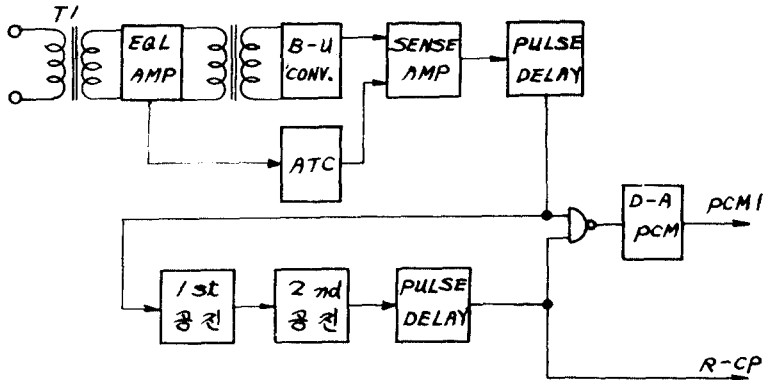 T1
EQL
AMP
B-U
CONV.
SENSE
AMP
PULSE
DELAY
ATC
D-A
PCM
PCM1
1st
공진
2nd
공진
PULSE
DELAY
R-CP